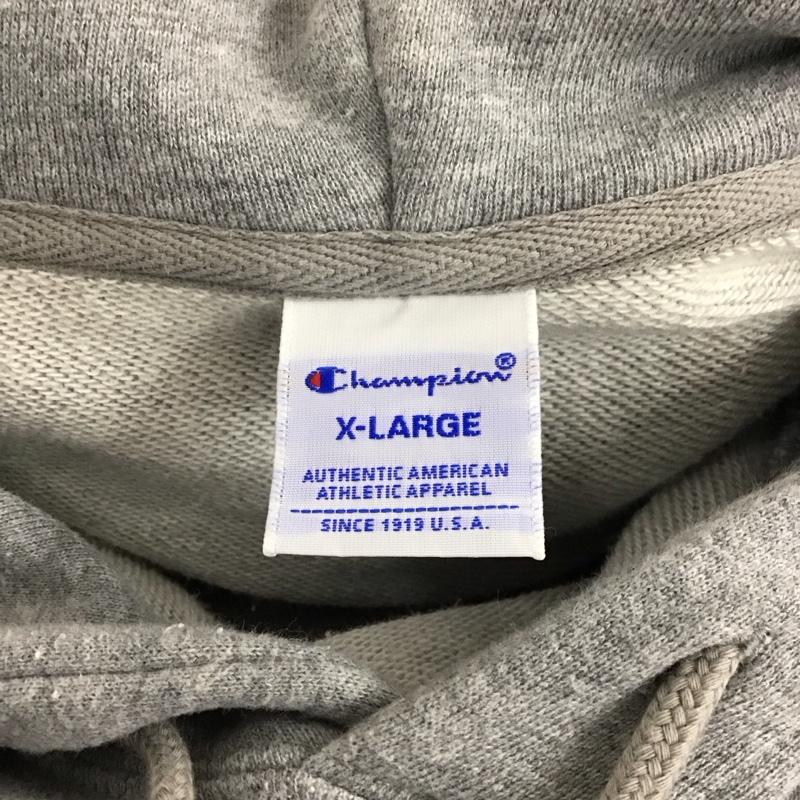 Champion®
X-LARGE
AUTHENTIC AMERICAN
ATHLETIC APPAREL
SINCE 1919 U.S.A.